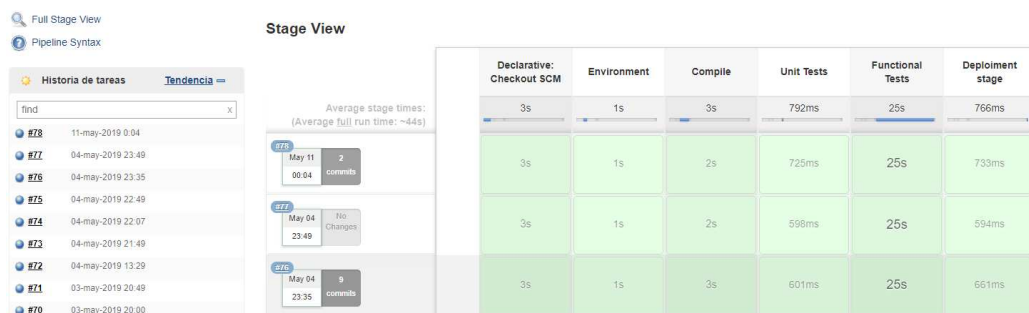 Full Stage View
Pipeline Syntax
Historia de tareas Tendencia
find x
#78 11-may-2019 0:04
#77 04-may-2019 23:49
#76 04-may-2019 23:35
#75 04-may-2019 22:49
#74 04-may-2019 22:07
#73 04-may-2019 21:49
#72 04-may-2019 13:29
#71 03-may-2019 20:49
#70 03-may-2019 20:00
Stage View
Declarative: Checkout SCM Environment Compile Unit Tests Functional Tests Deploiment stage
Average stage times: 3s 1s 3s 792ms 25s 766ms
(Average full run time: ~44s)
#78
May 11 2
00:04 commits
3s 1s 2s 725ms 25s 733ms
#77
May 04 No
23:49 Changes
3s 1s 2s 598ms 25s 594ms
#76
May 04 9
23:35 commits
3s 1s 3s 601ms 25s 661ms